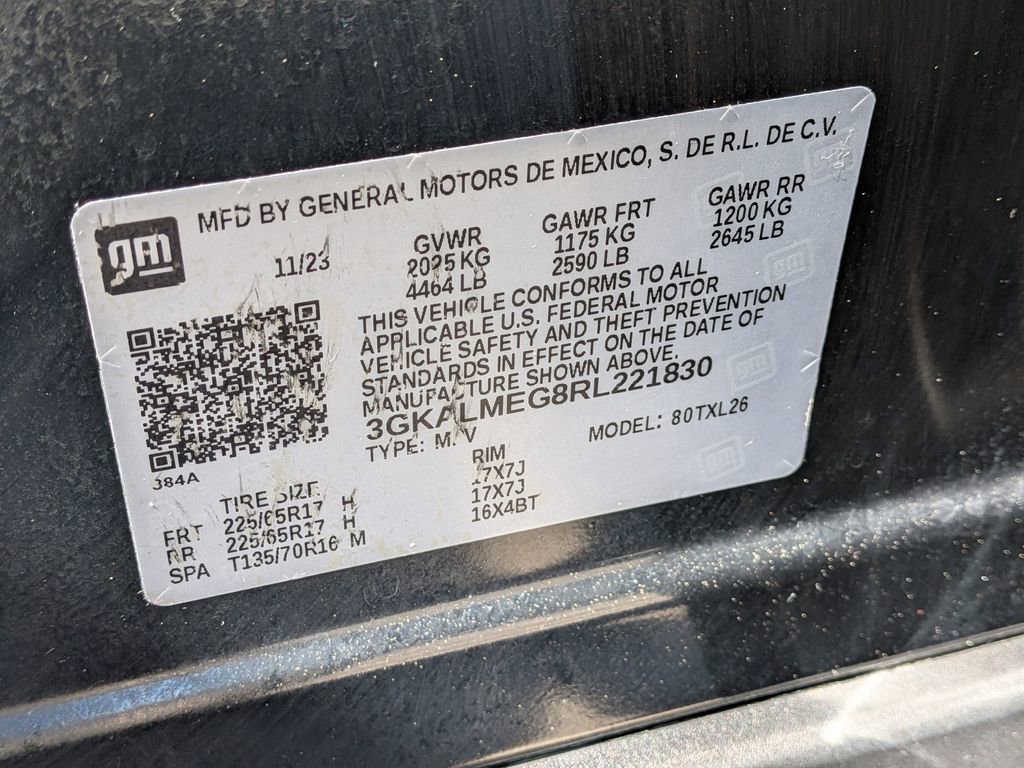 MFD BY GENERAL MOTORS DE MEXICO, S. DE R.L. DE C.V.
gm
11/23
GVWR
2025 KG
4464 LB
GAWR FRT
1175 KG
2590 LB
GAWR RR
1200 KG
2645 LB
THIS VEHICLE CONFORMS TO ALL
APPLICABLE U.S. FEDERAL MOTOR
VEHICLE SAFETY AND THEFT PREVENTION
STANDARDS IN EFFECT ON THE DATE OF
MANUFACTURE SHOWN ABOVE.
3GKALMEG8RL221830
TYPE: M/V
MODEL: 80TXL26
384A
TIRE SIZE RIM
FRT 225/65R17 H 17X7J
RR 225/65R17 H 17X7J
SPA T135/70R16 M 16X4BT